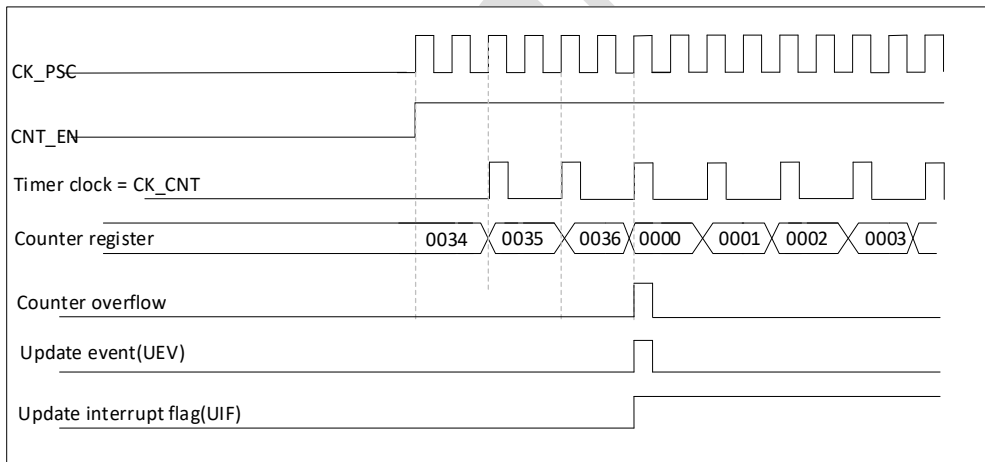 CK_PSC
CNT_EN
Timer clock = CK_CNT
Counter register 0034 0035 0036 0000 0001 0002 0003
Counter overflow
Update event(UEV)
Update interrupt flag(UIF)